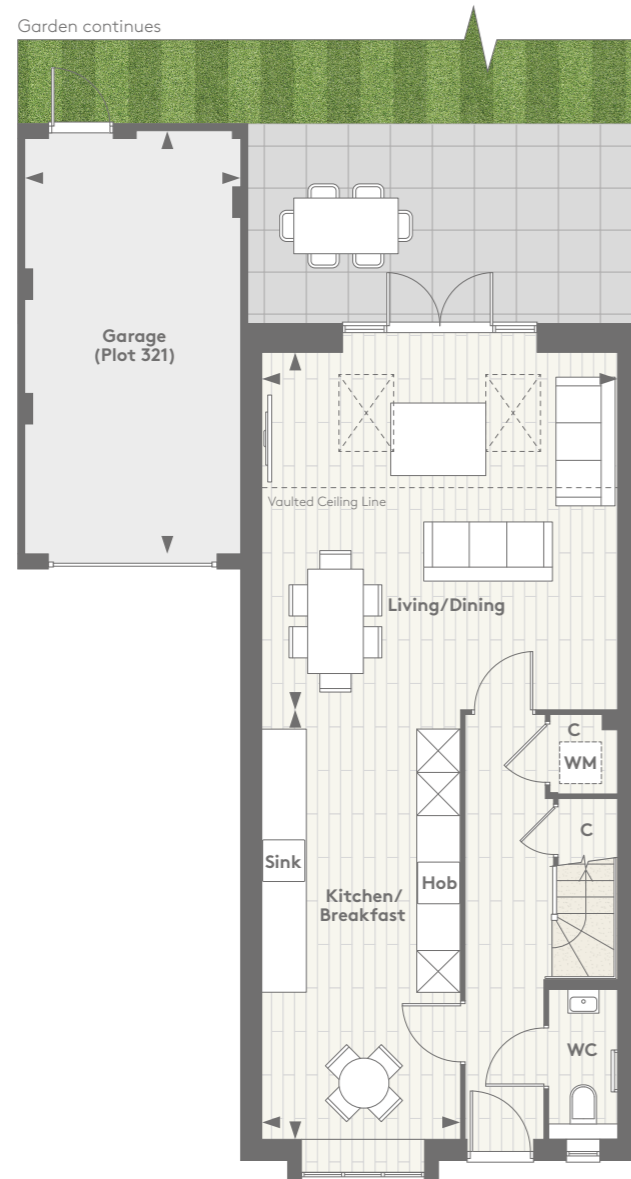 Garden continues
Garage
(Plot 321)
Vaulted Ceiling Line
Living/Dining
C
WM
C
Sink
Hob
Kitchen/
Breakfast
WC